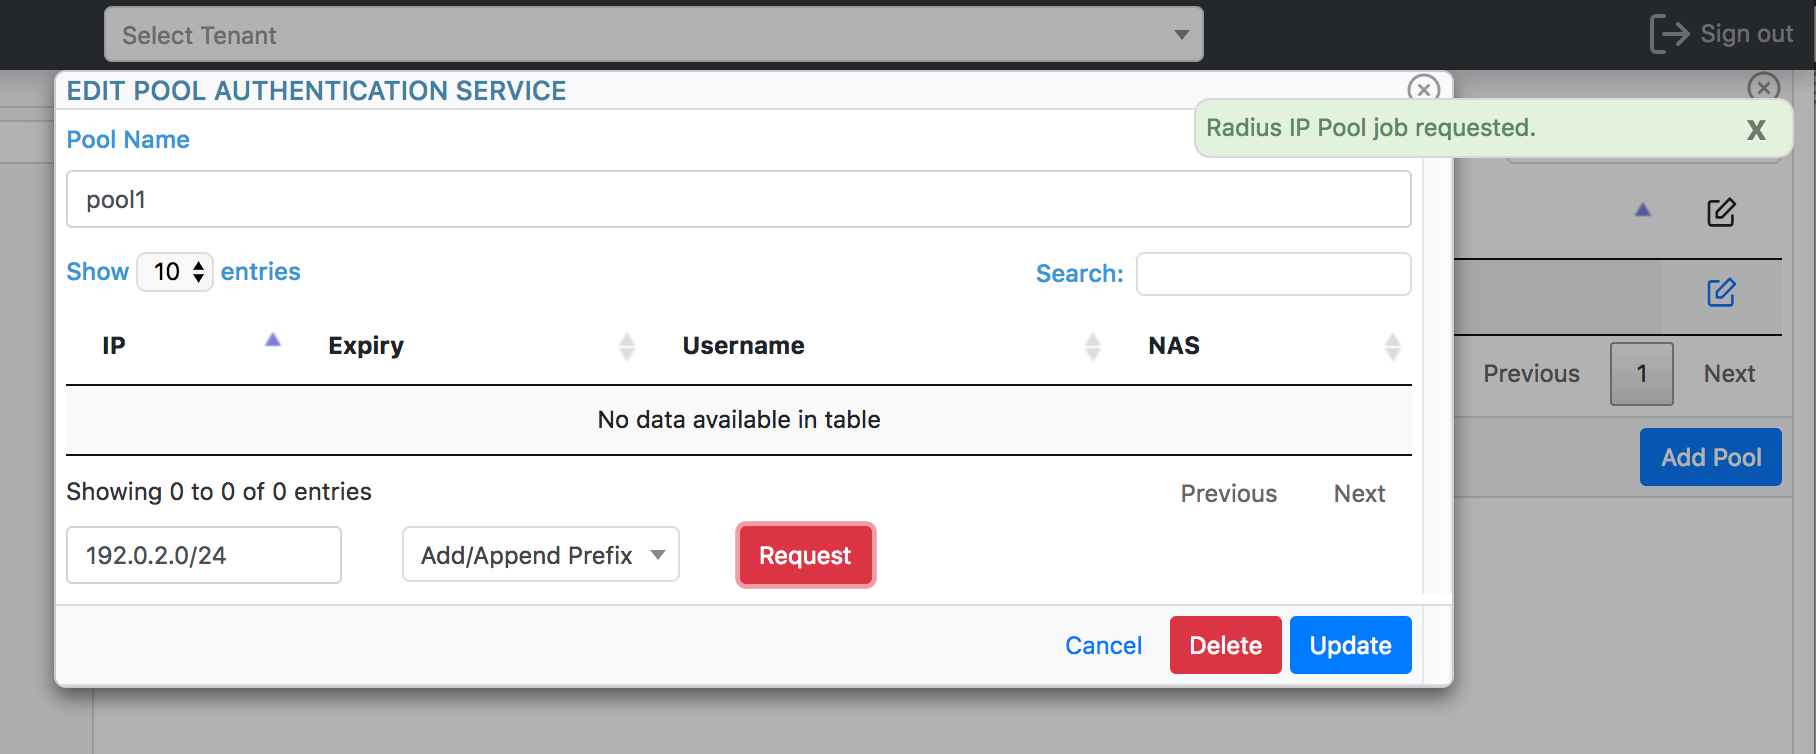 Select Tenant
Sign out
EDIT POOL AUTHENTICATION SERVICE
Radius IP Pool job requested.
X
Pool Name
pool1
Show 10 entries
Search:
IP Expiry Username NAS
No data available in table
Showing 0 to 0 of 0 entries
Previous Next
192.0.2.0/24
Add/Append Prefix
Request
Cancel Delete Update
Previous 1 Next
Add Pool